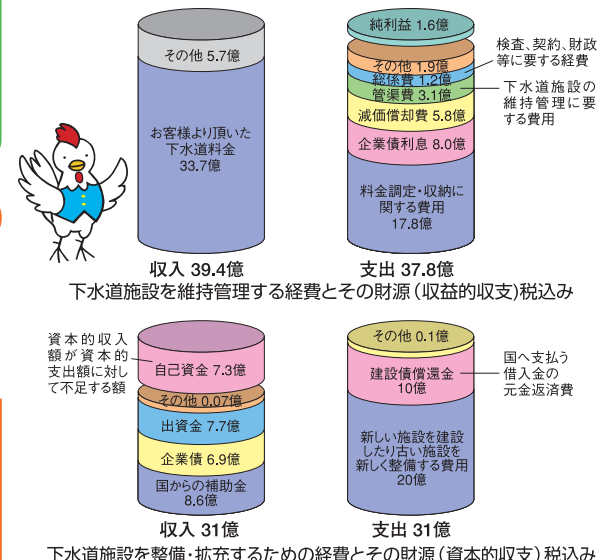 その他 5.7億
お客様より頂いた
下水道料金
33.7億
収入 39.4億
純利益 1.6億
その他 1.9億
総係費 1.2億
管渠費 3.1億
減価償却費 5.8億
企業債利息 8.0億
料金調定・収納に
関する費用
17.8億
支出 37.8億
検査、契約、財政
等に要する経費
下水道施設の
維持管理に要
する費用
下水道施設を維持管理する経費とその財源（収益的収支)税込み
資本的収入
額が資本的
支出額に対し
て不足する額
自己資金 7.3億
その他 0.07億
出資金 7.7億
企業債 6.9億
国からの補助金
8.6億
収入 31億
その他 0.1億
建設債償還金
10億
新しい施設を建設
したり古い施設を
新しく整備する費用
20億
支出 31億
国へ支払う
借入金の
元金返済費
下水道施設を整備・拡充するための経費とその財源（資本的収支）税込み